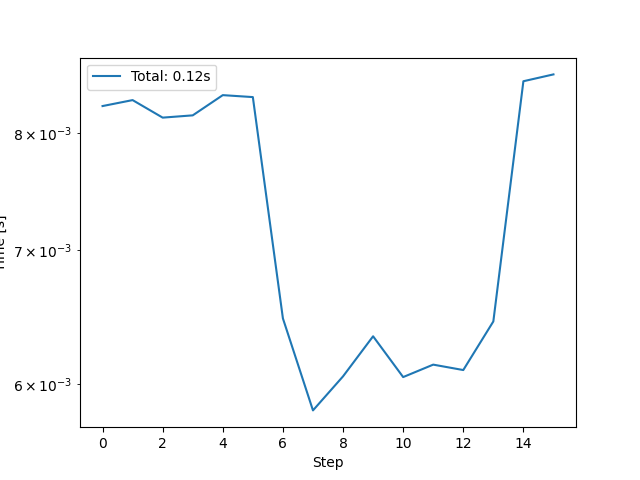 Total: 0.12s
8 × 10⁻³
7 × 10⁻³
6 × 10⁻³
0 2 4 6 8 10 12 14
Step
[s]